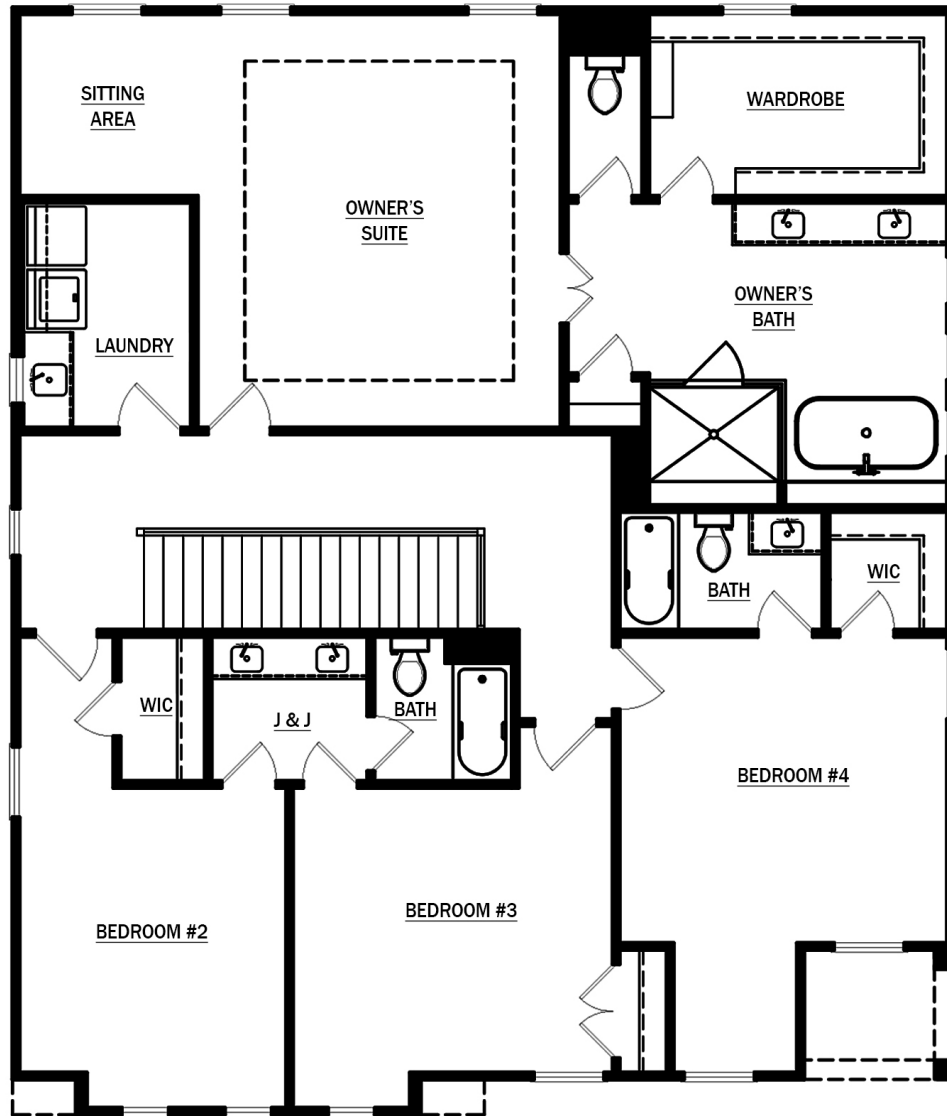 SITTING
AREA
WARDROBE
OWNER'S
SUITE
OWNER'S
BATH
LAUNDRY
BATH
WIC
WIC
J & J
BATH
BEDROOM #4
BEDROOM #3
BEDROOM #2